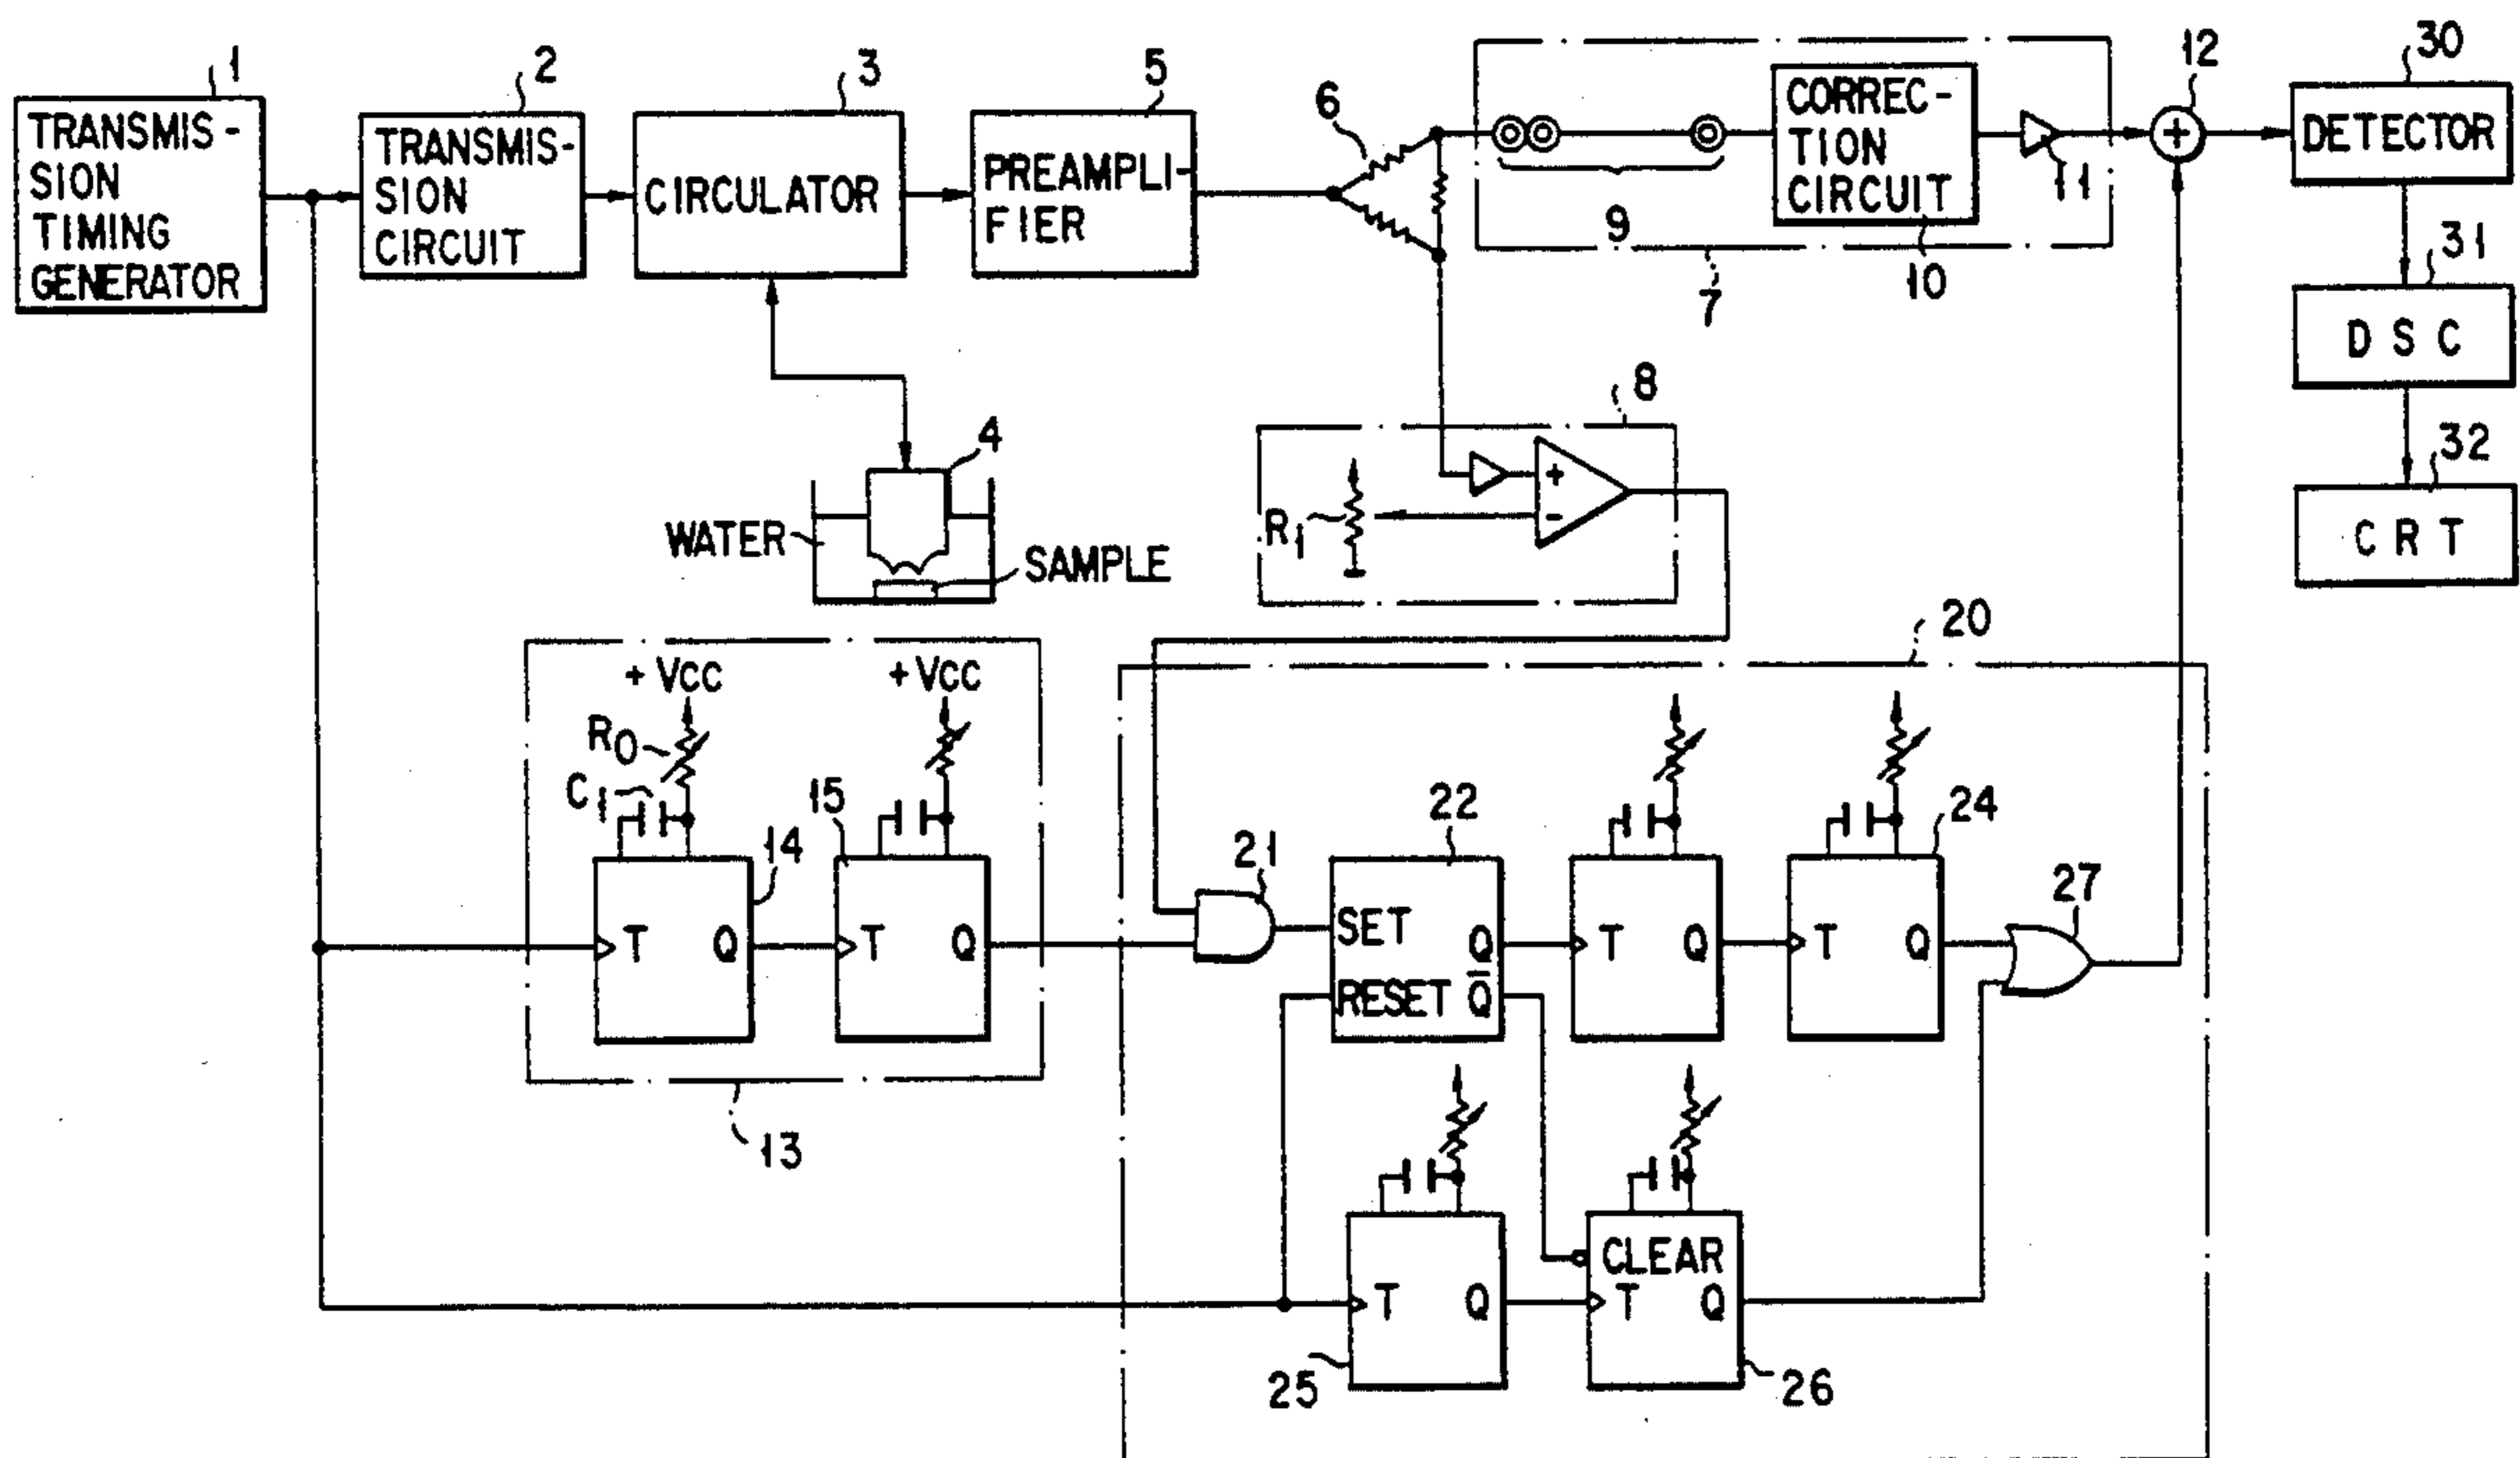 1
TRANSMIS-
SION
TIMING
GENERATOR
2
TRANSMIS-
SION
CIRCUIT
3
CIRCULATOR
5
PREAMPLI-
FIER
6
9
CORREC-
TION
CIRCUIT
10
11
7
12
+
30
DETECTOR
31
DSC
32
CRT
4
WATER
SAMPLE
8
R1
+
-
13
+VCC
+VCC
R0
C1
14
T Q
15
T Q
20
21
22
SET Q
RESET Q̅
T Q
24
T Q
27
25
T Q
26
CLEAR
T Q